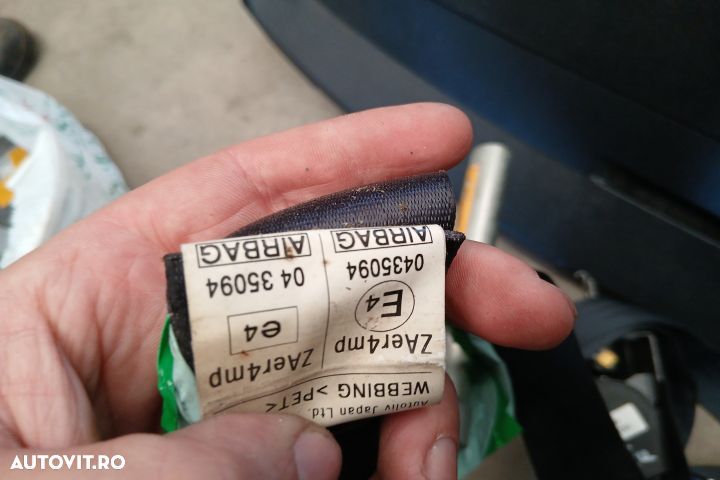 Autoliv Japan Ltd.
WEBBING >PET<
ZAer4mp ZAer4mp
E4 e4
0435094 04 35094
AIRBAG AIRBAG
AUTOVIT.RO